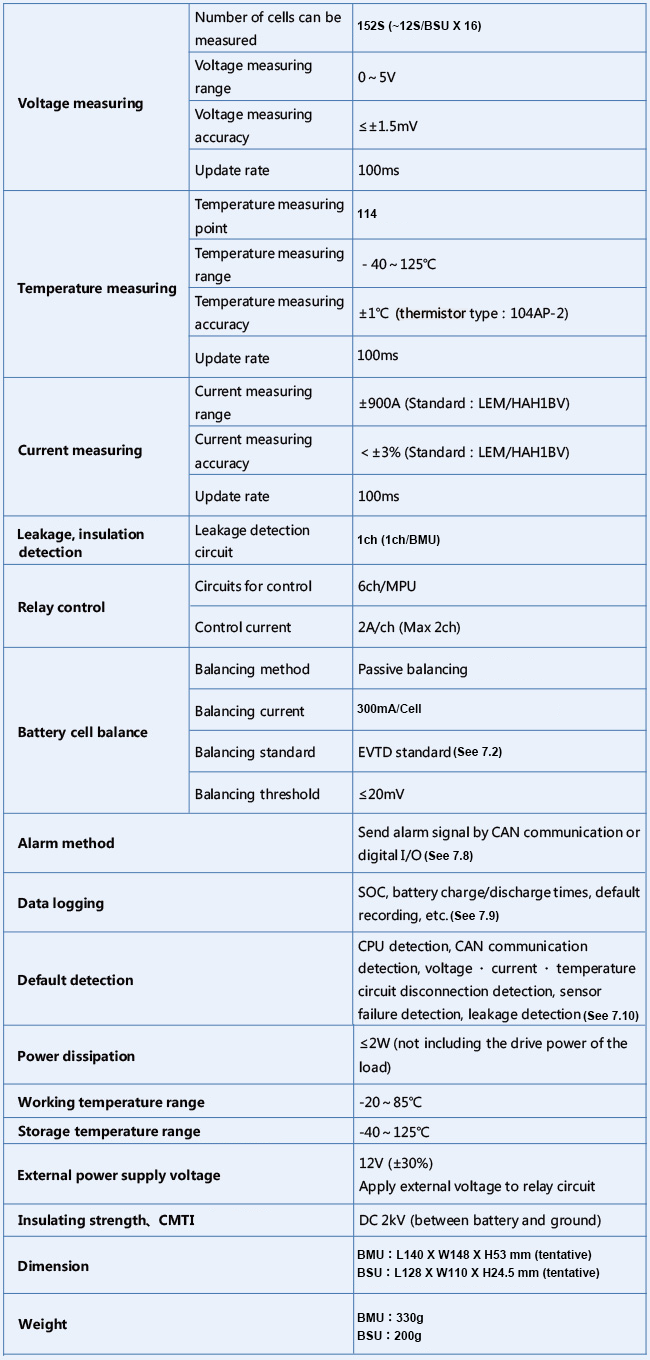 Voltage measuring
Number of cells can be
measured
152S (~12S/BSU X 16)
Voltage measuring
range
0~5V
Voltage measuring
accuracy
≤±1.5mV
Update rate
100ms
Temperature measuring
Temperature measuring
point
114
Temperature measuring
range
- 40~125℃
Temperature measuring
accuracy
±1℃ (thermistor type : 104AP-2)
Update rate
100ms
Current measuring
Current measuring
range
±900A (Standard : LEM/HAH1BV)
Current measuring
accuracy
< ±3% (Standard : LEM/HAH1BV)
Update rate
100ms
Leakage, insulation
detection
Leakage detection
circuit
1ch (1ch/BMU)
Relay control
Circuits for control
6ch/MPU
Control current
2A/ch (Max 2ch)
Battery cell balance
Balancing method
Passive balancing
Balancing current
300mA/Cell
Balancing standard
EVTD standard (See 7.2)
Balancing threshold
≤20mV
Alarm method
Send alarm signal by CAN communication or
digital I/O (See 7.8)
Data logging
SOC, battery charge/discharge times, default
recording, etc. (See 7.9)
Default detection
CPU detection, CAN communication
detection, voltage・current・temperature
circuit disconnection detection, sensor
failure detection, leakage detection (See 7.10)
Power dissipation
≤2W (not including the drive power of the
load)
Working temperature range
-20~85℃
Storage temperature range
-40~125℃
External power supply voltage
12V (±30%)
Apply external voltage to relay circuit
Insulating strength、CMTI
DC 2kV (between battery and ground)
Dimension
BMU：L140 X W148 X H53 mm (tentative)
BSU：L128 X W110 X H24.5 mm (tentative)
Weight
BMU：330g
BSU：200g